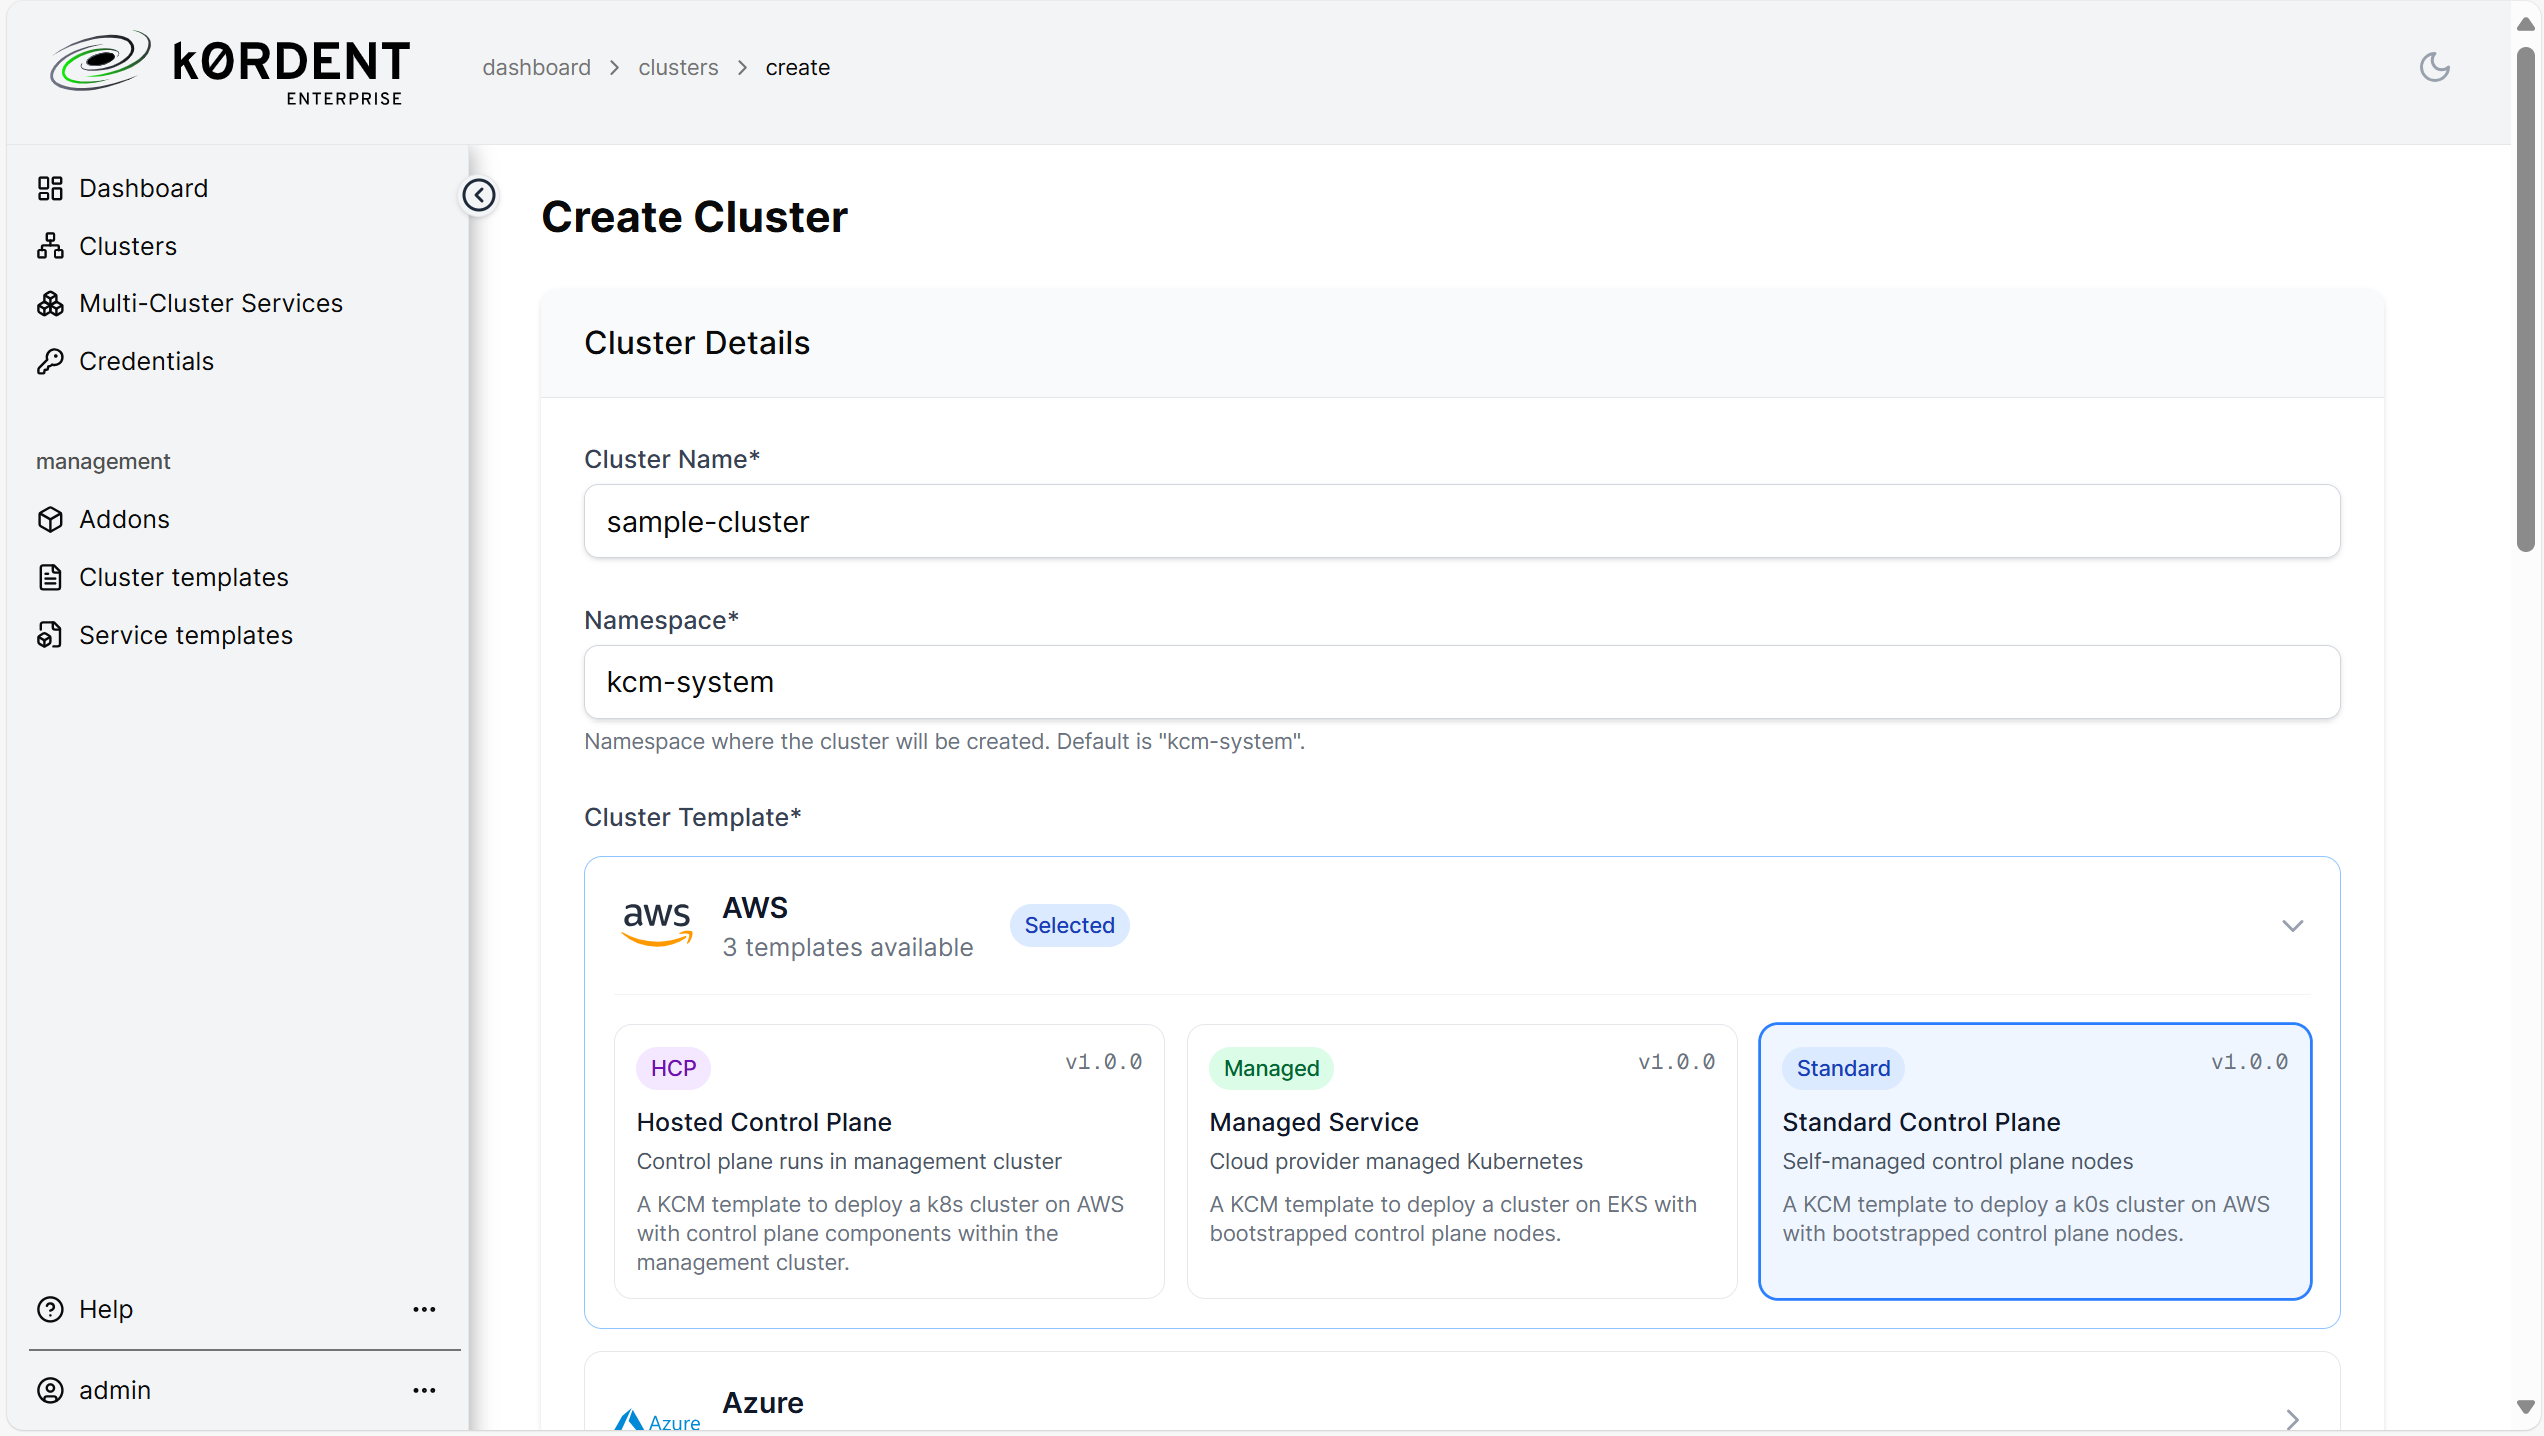 kØRDENT
ENTERPRISE
dashboard > clusters > create
Dashboard
Clusters
Multi-Cluster Services
Credentials
management
Addons
Cluster templates
Service templates
Help
admin
Create Cluster
Cluster Details
Cluster Name*
sample-cluster
Namespace*
kcm-system
Namespace where the cluster will be created. Default is "kcm-system".
Cluster Template*
aws
AWS
3 templates available
Selected
HCP
v1.0.0
Hosted Control Plane
Control plane runs in management cluster
A KCM template to deploy a k8s cluster on AWS
with control plane components within the
management cluster.
Managed
v1.0.0
Managed Service
Cloud provider managed Kubernetes
A KCM template to deploy a cluster on EKS with
bootstrapped control plane nodes.
Standard
v1.0.0
Standard Control Plane
Self-managed control plane nodes
A KCM template to deploy a k0s cluster on AWS
with bootstrapped control plane nodes.
Azure
Azure